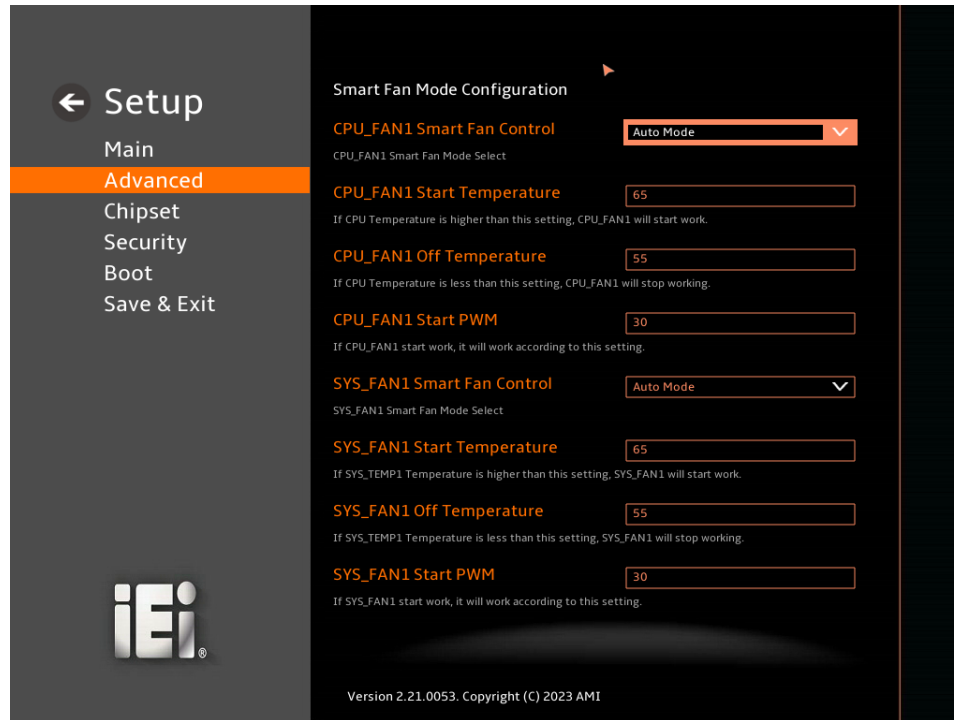 Setup
Main
Advanced
Chipset
Security
Boot
Save & Exit
iEi®
Smart Fan Mode Configuration
CPU_FAN1 Smart Fan Control
Auto Mode
CPU_FAN1 Smart Fan Mode Select
CPU_FAN1 Start Temperature
65
If CPU Temperature is higher than this setting, CPU_FAN1 will start work.
CPU_FAN1 Off Temperature
55
If CPU Temperature is less than this setting, CPU_FAN1 will stop working.
CPU_FAN1 Start PWM
30
If CPU_FAN1 start work, it will work according to this setting.
SYS_FAN1 Smart Fan Control
Auto Mode
SYS_FAN1 Smart Fan Mode Select
SYS_FAN1 Start Temperature
65
If SYS_TEMP1 Temperature is higher than this setting, SYS_FAN1 will start work.
SYS_FAN1 Off Temperature
55
If SYS_TEMP1 Temperature is less than this setting, SYS_FAN1 will stop working.
SYS_FAN1 Start PWM
30
If SYS_FAN1 start work, it will work according to this setting.
Version 2.21.0053. Copyright (C) 2023 AMI